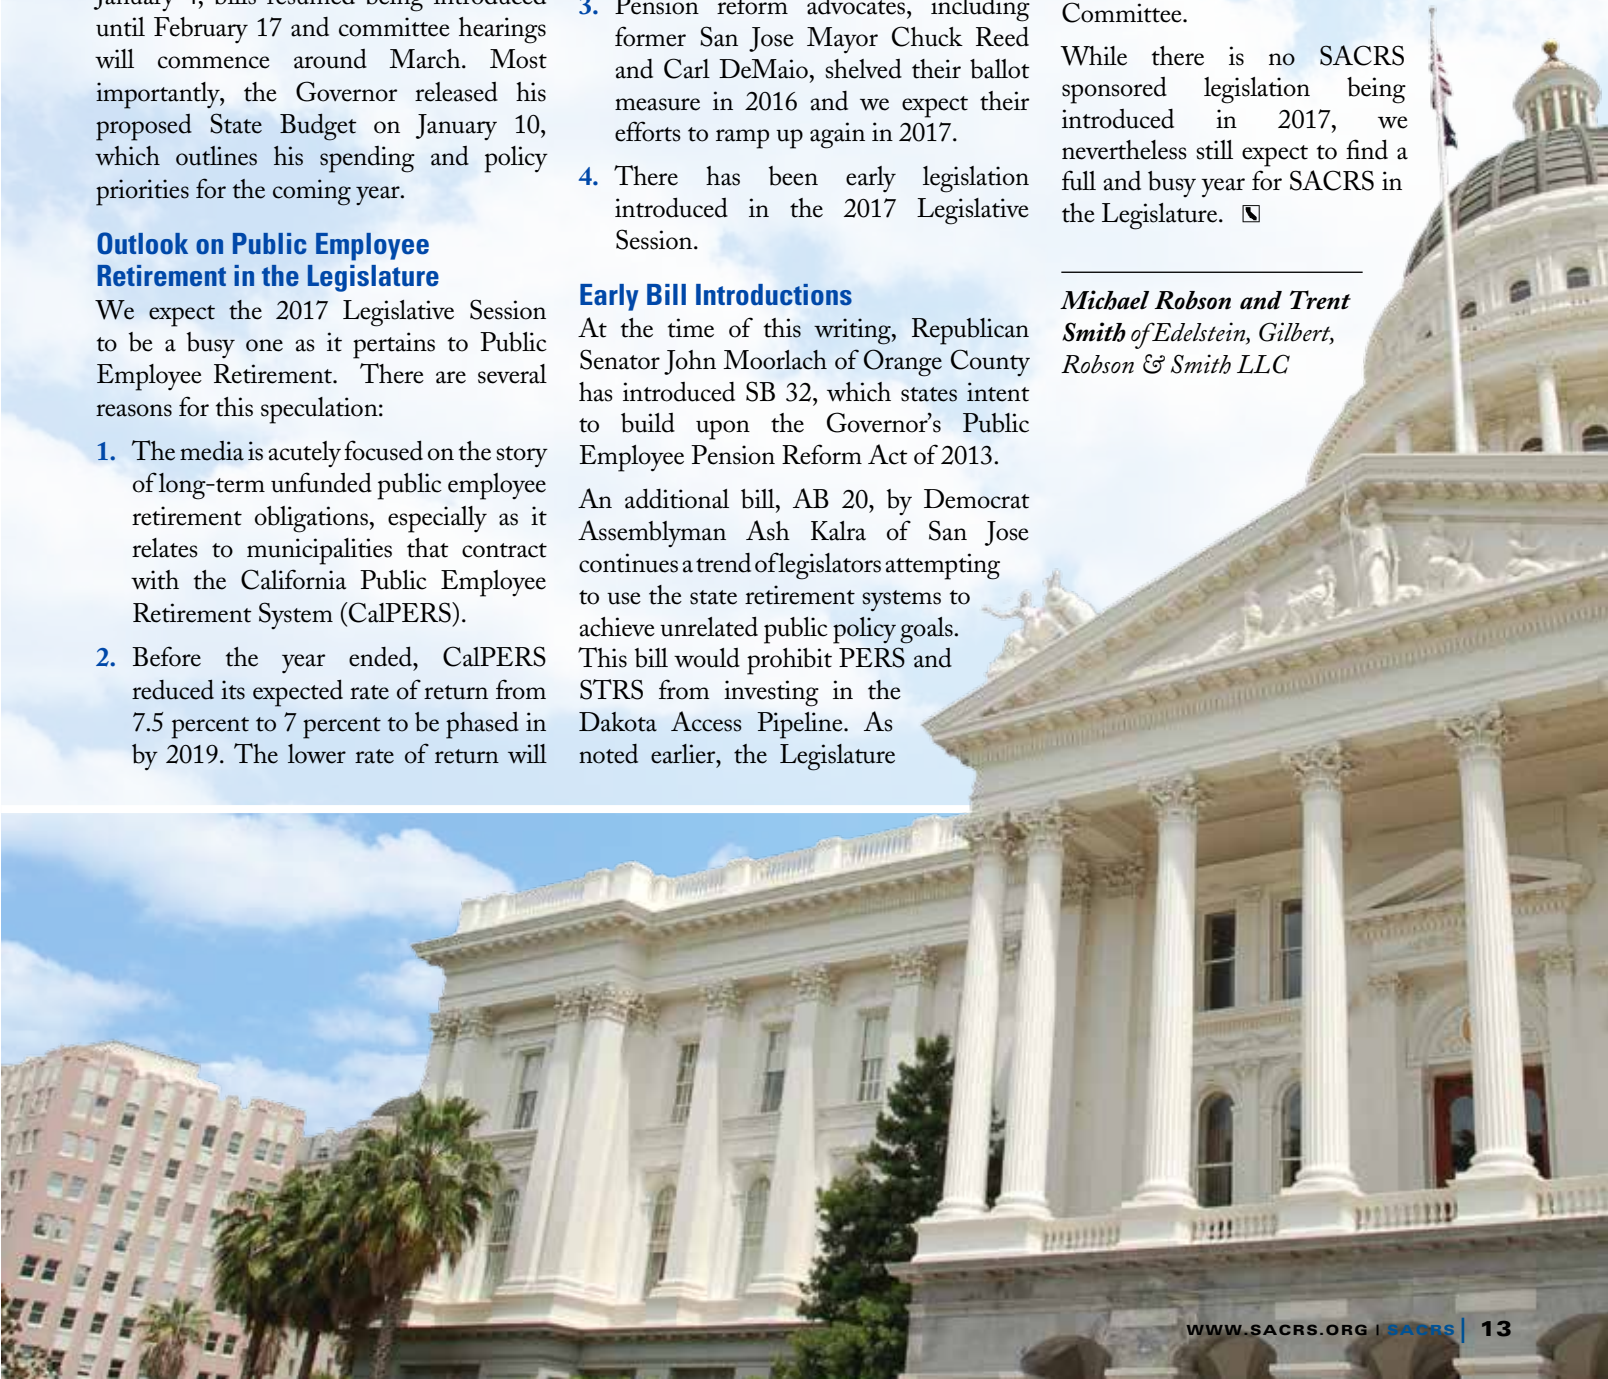 January 4, bills resumed being introduced
until February 17 and committee hearings
will commence around March. Most
importantly, the Governor released his
proposed State Budget on January 10,
which outlines his spending and policy
priorities for the coming year.
Outlook on Public Employee
Retirement in the Legislature
We expect the 2017 Legislative Session
to be a busy one as it pertains to Public
Employee Retirement. There are several
reasons for this speculation:
1. The media is acutely focused on the story
of long-term unfunded public employee
retirement obligations, especially as it
relates to municipalities that contract
with the California Public Employee
Retirement System (CalPERS).
2. Before the year ended, CalPERS
reduced its expected rate of return from
7.5 percent to 7 percent to be phased in
by 2019. The lower rate of return will
3. Pension reform advocates, including
former San Jose Mayor Chuck Reed
and Carl DeMaio, shelved their ballot
measure in 2016 and we expect their
efforts to ramp up again in 2017.
4. There has been early legislation
introduced in the 2017 Legislative
Session.
Early Bill Introductions
At the time of this writing, Republican
Senator John Moorlach of Orange County
has introduced SB 32, which states intent
to build upon the Governor's Public
Employee Pension Reform Act of 2013.
An additional bill, AB 20, by Democrat
Assemblyman Ash Kalra of San Jose
continues a trend of legislators attempting
to use the state retirement systems to
achieve unrelated public policy goals.
This bill would prohibit PERS and
STRS from investing in the
Dakota Access Pipeline. As
noted earlier, the Legislature
Committee.
While there is no SACRS
sponsored legislation being
introduced in 2017, we
nevertheless still expect to find a
full and busy year for SACRS in
the Legislature.
Michael Robson and Trent
Smith of Edelstein, Gilbert,
Robson & Smith LLC
WWW.SACRS.ORG | SACRS | 13